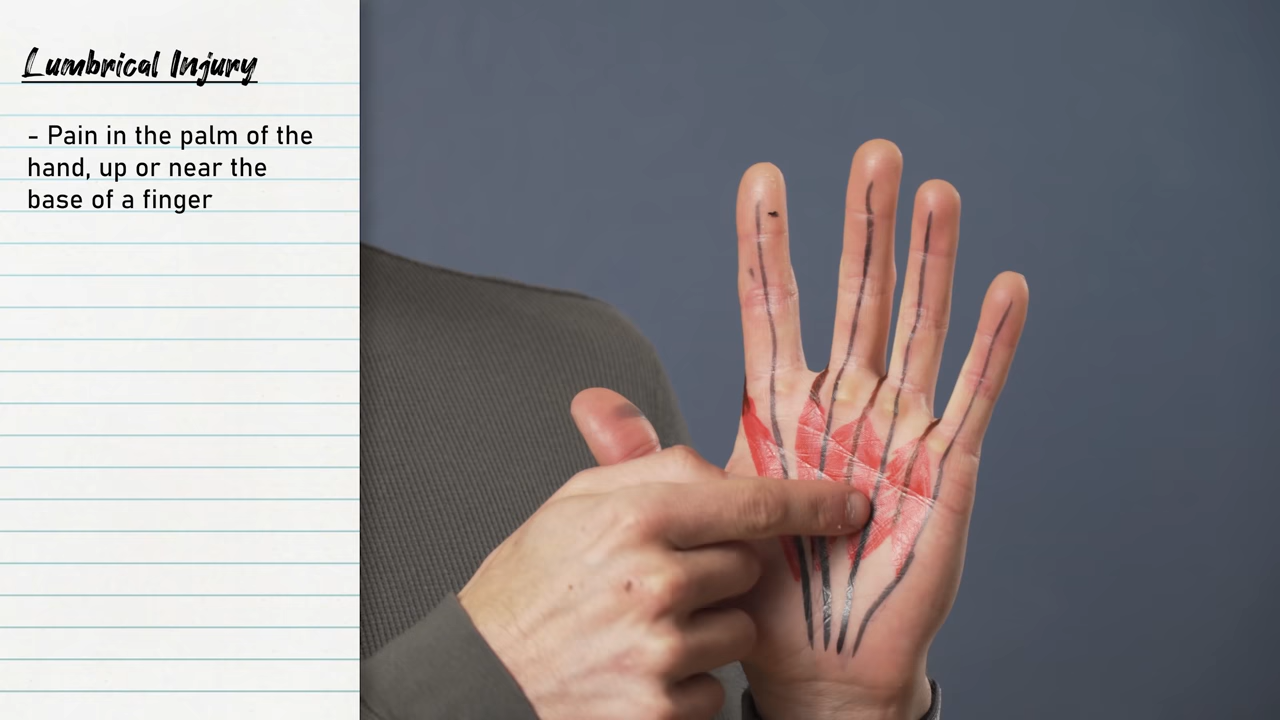 Lumbrical Injury
- Pain in the palm of the
hand, up or near the
base of a finger